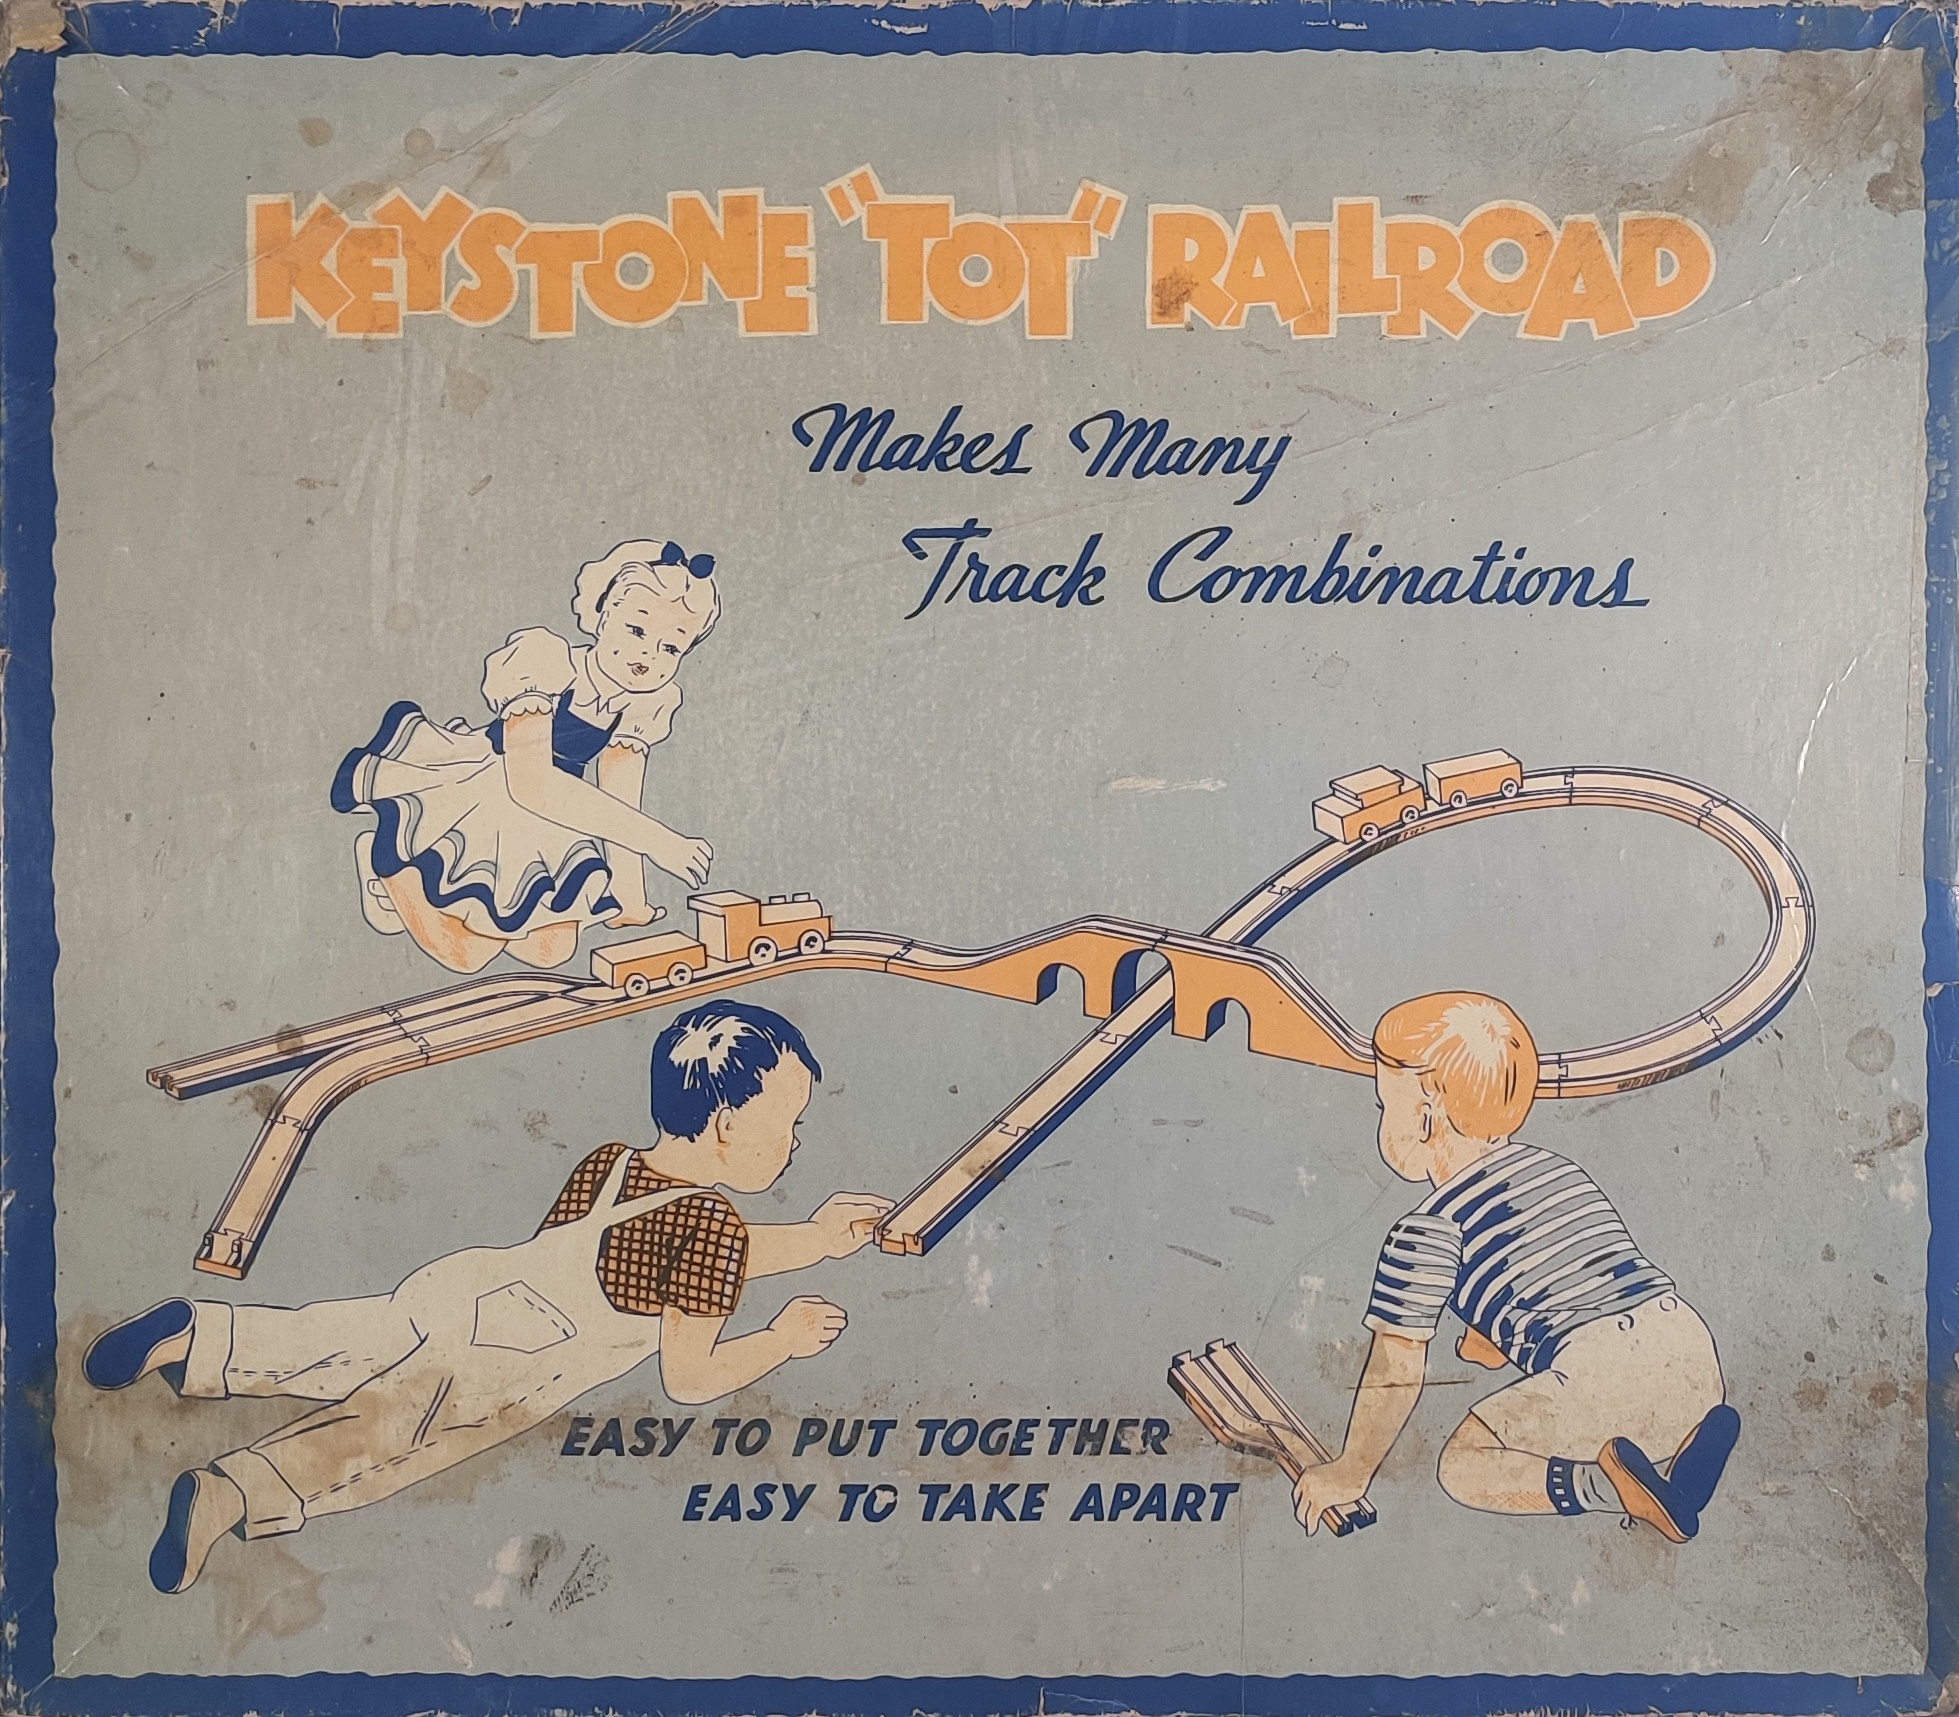 KEYSTONE "TOT" RAILROAD
Makes Many
Track Combinations
EASY TO PUT TOGETHER
EASY TO TAKE APART